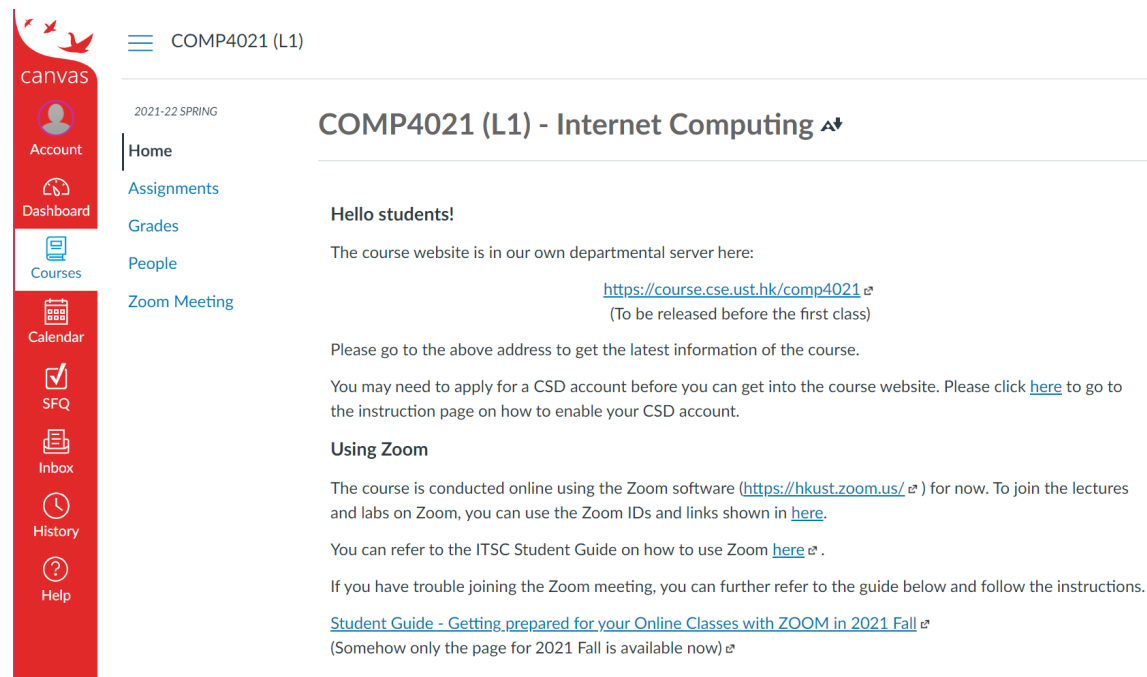 canvas
Account
Dashboard
Courses
Calendar
SFQ
Inbox
History
Help
COMP4021 (L1)
2021-22 SPRING
Home
Assignments
Grades
People
Zoom Meeting
COMP4021 (L1) - Internet Computing
Hello students!
The course website is in our own departmental server here:
https://course.cse.ust.hk/comp4021
(To be released before the first class)
Please go to the above address to get the latest information of the course.
You may need to apply for a CSD account before you can get into the course website. Please click here to go to
the instruction page on how to enable your CSD account.
Using Zoom
The course is conducted online using the Zoom software (https://hkust.zoom.us/ ) for now. To join the lectures
and labs on Zoom, you can use the Zoom IDs and links shown in here.
You can refer to the ITSC Student Guide on how to use Zoom here .
If you have trouble joining the Zoom meeting, you can further refer to the guide below and follow the instructions.
Student Guide - Getting prepared for your Online Classes with ZOOM in 2021 Fall
(Somehow only the page for 2021 Fall is available now)